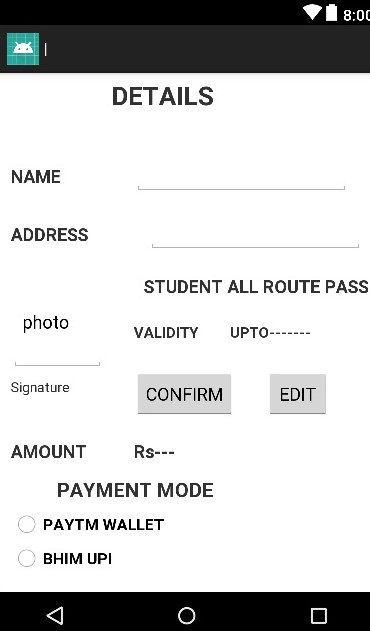 8:00
DETAILS
NAME
ADDRESS
STUDENT ALL ROUTE PASS
photo
VALIDITY UPTO-------
Signature
CONFIRM EDIT
AMOUNT Rs---
PAYMENT MODE
PAYTM WALLET
BHIM UPI